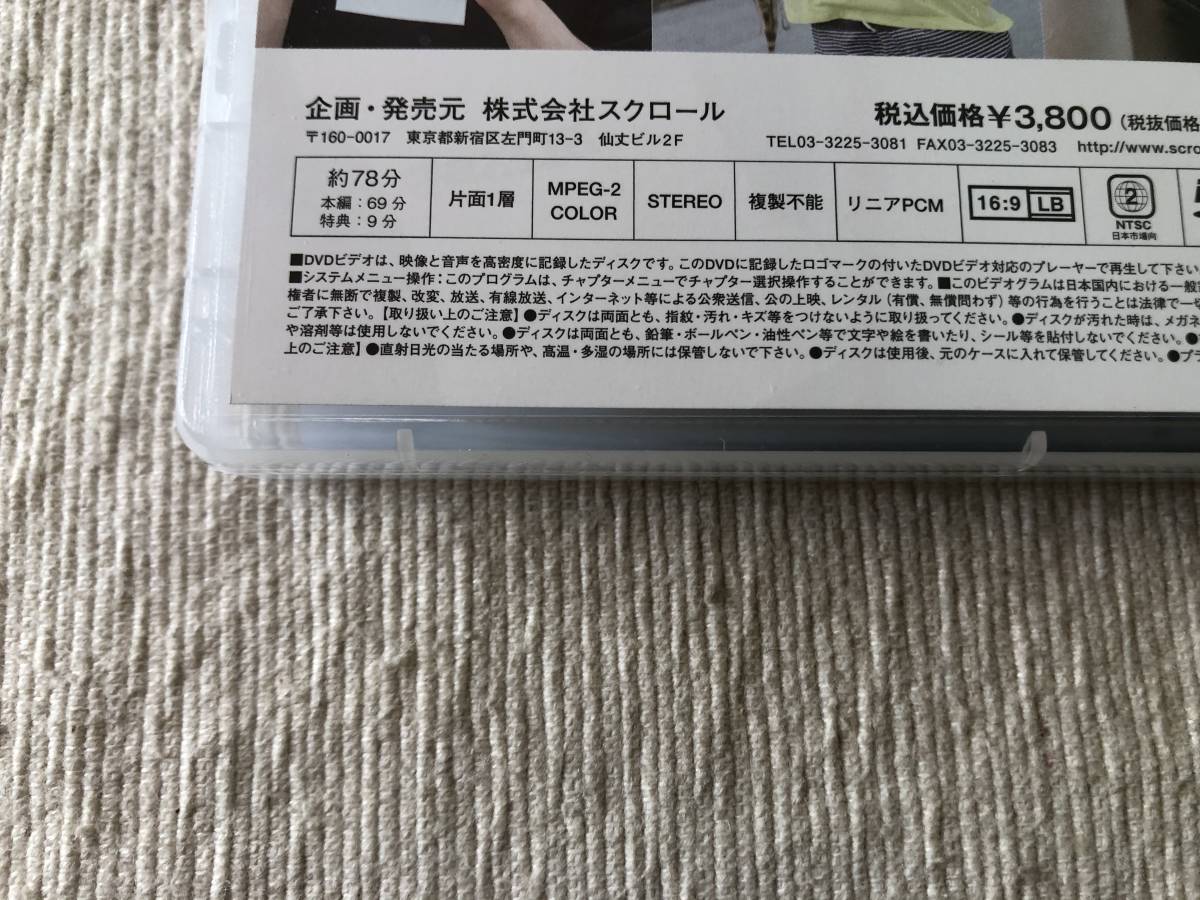 企画・発売元 株式会社スクロール 税込価格¥3,800(税抜価格
〒160-0017 東京都新宿区左門町13-3 仙丈ビル2F TEL03-3225-3081 FAX03-3225-3083 http://www.scro
約78分
本編：69分
特典：9分
片面1層
MPEG-2
COLOR
STEREO
複製不能
リニアPCM
16:9 LB
2
NTSC
日本市場向
■DVDビデオは、映像と音声を高密度に記録したディスクです。このDVDに記録したロゴマークの付いたDVDビデオ対応のプレーヤーで再生して下さい。
■システムメニュー操作：このプログラムは、チャプターメニューでチャプター選択操作することができます。■このビデオグラムは日本国内における一般
権者に無断で複製、改変、放送、有線放送、インターネット等による公衆送信、公の上映、レンタル（有償、無償問わず）等の行為を行うことは法律で一
ご了承下さい。【取り扱い上のご注意】●ディスクは両面とも、指紋・汚れ・キズ等をつけないように取り扱ってください。●ディスクが汚れた時は、メガネ
や溶剤等は使用しないでください。●ディスクは両面とも、鉛筆・ボールペン・油性ペン等で文字や絵を書いたり、シール等を貼付しないでください。●
上のご注意】●直射日光の当たる場所や、高温・多湿の場所には保管しないで下さい。●ディスクは使用後、元のケースに入れて保管してください。●プラ